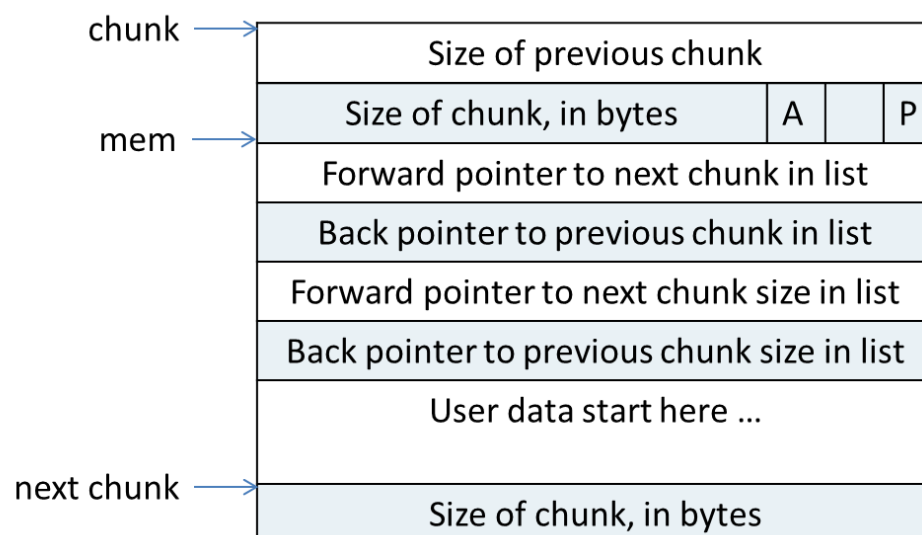 chunk
Size of previous chunk
Size of chunk, in bytes A P
mem
Forward pointer to next chunk in list
Back pointer to previous chunk in list
Forward pointer to next chunk size in list
Back pointer to previous chunk size in list
User data start here ...
next chunk
Size of chunk, in bytes